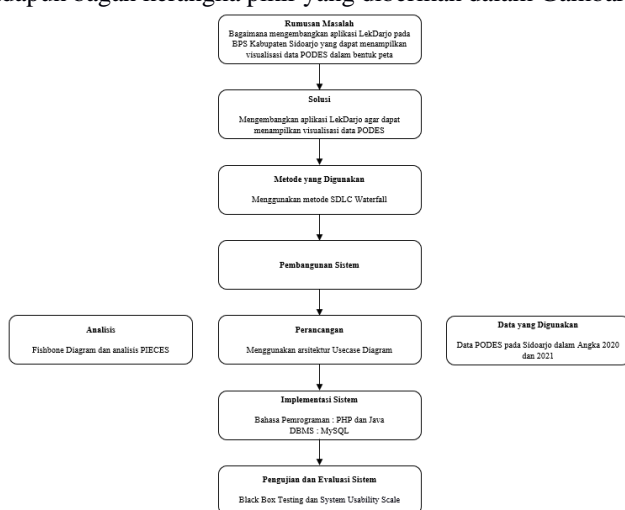 dapun bagan kerangka pikir yang diberikan dalam Gambar
Rumusan Masalah
Bagaimana mengembangkan aplikasi LekDarjo pada
BPS Kabupaten Sidoarjo yang dapat menampilkan
visualisasi data PODES dalam bentuk peta
Solusi
Mengembangkan aplikasi LekDarjo agar dapat
menampilkan visualisasi data PODES
Metode yang Digunakan
Menggunakan metode SDLC Waterfall
Pembangunan Sistem
Analisis
Fishbone Diagram dan analisis PIECES
Perancangan
Menggunakan arsitektur Usecase Diagram
Data yang Digunakan
Data PODES pada Sidoarjo dalam Angka 2020
dan 2021
Implementasi Sistem
Bahasa Pemrograman : PHP dan Java
DBMS : MySQL
Pengujian dan Evaluasi Sistem
Black Box Testing dan System Usability Scale